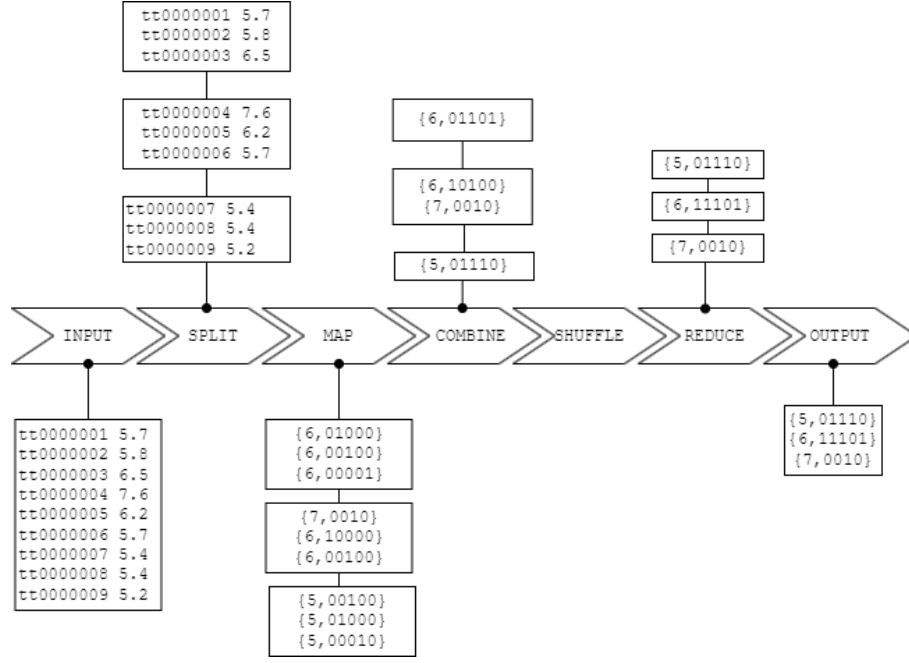 tt0000001 5.7
tt0000002 5.8
tt0000003 6.5
tt0000004 7.6
tt0000005 6.2
tt0000006 5.7
tt0000007 5.4
tt0000008 5.4
tt0000009 5.2
{6,01101}
{6,10100}
{7,0010}
{5,01110}
{5,01110}
{6,11101}
{7,0010}
INPUT
SPLIT
MAP
COMBINE
SHUFFLE
REDUCE
OUTPUT
tt0000001 5.7
tt0000002 5.8
tt0000003 6.5
tt0000004 7.6
tt0000005 6.2
tt0000006 5.7
tt0000007 5.4
tt0000008 5.4
tt0000009 5.2
{6,01000}
{6,00100}
{6,00001}
{7,0010}
{6,10000}
{6,00100}
{5,00100}
{5,01000}
{5,00010}
{5,01110}
{6,11101}
{7,0010}